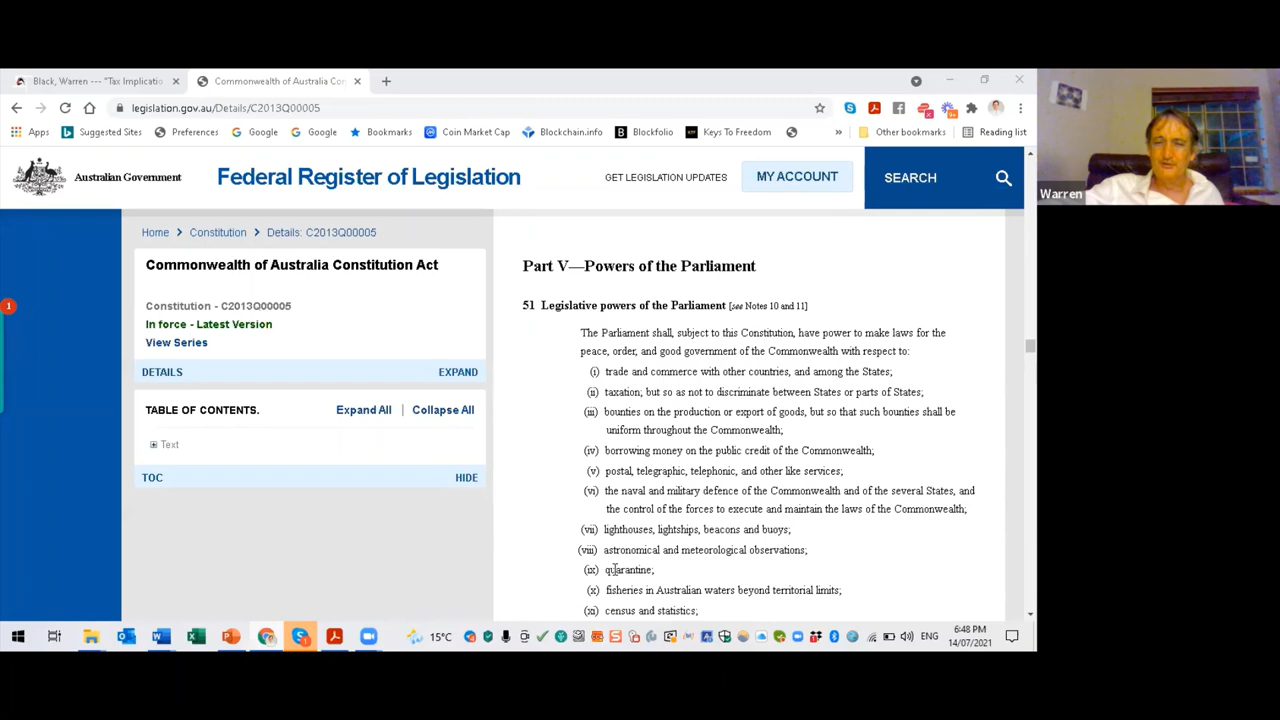 Black, Warren --- "Tax Implicatio
Commonwealth of Australia Con
legislation.gov.au/Details/C2013Q00005
Apps
Suggested Sites
Preferences
Google
Google
Bookmarks
Coin Market Cap
Blockchain.info
Blockfolio
Keys To Freedom
»
Other bookmarks
Reading list
Australian Government
Federal Register of Legislation
GET LEGISLATION UPDATES
MY ACCOUNT
SEARCH
Warren
Home > Constitution > Details: C2013Q00005
Commonwealth of Australia Constitution Act
Constitution - C2013Q00005
In force - Latest Version
View Series
DETAILS
EXPAND
TABLE OF CONTENTS.
Expand All | Collapse All
Text
TOC
HIDE
1
Part V—Powers of the Parliament
51 Legislative powers of the Parliament [see Notes 10 and 11]
The Parliament shall, subject to this Constitution, have power to make laws for the
peace, order, and good government of the Commonwealth with respect to:
(i) trade and commerce with other countries, and among the States;
(ii) taxation; but so as not to discriminate between States or parts of States;
(iii) bounties on the production or export of goods, but so that such bounties shall be
uniform throughout the Commonwealth;
(iv) borrowing money on the public credit of the Commonwealth;
(v) postal, telegraphic, telephonic, and other like services;
(vi) the naval and military defence of the Commonwealth and of the several States, and
the control of the forces to execute and maintain the laws of the Commonwealth;
(vii) lighthouses, lightships, beacons and buoys;
(viii) astronomical and meteorological observations;
(ix) quarantine;
(x) fisheries in Australian waters beyond territorial limits;
(xi) census and statistics;
15°C
ENG
6:48 PM
14/07/2021